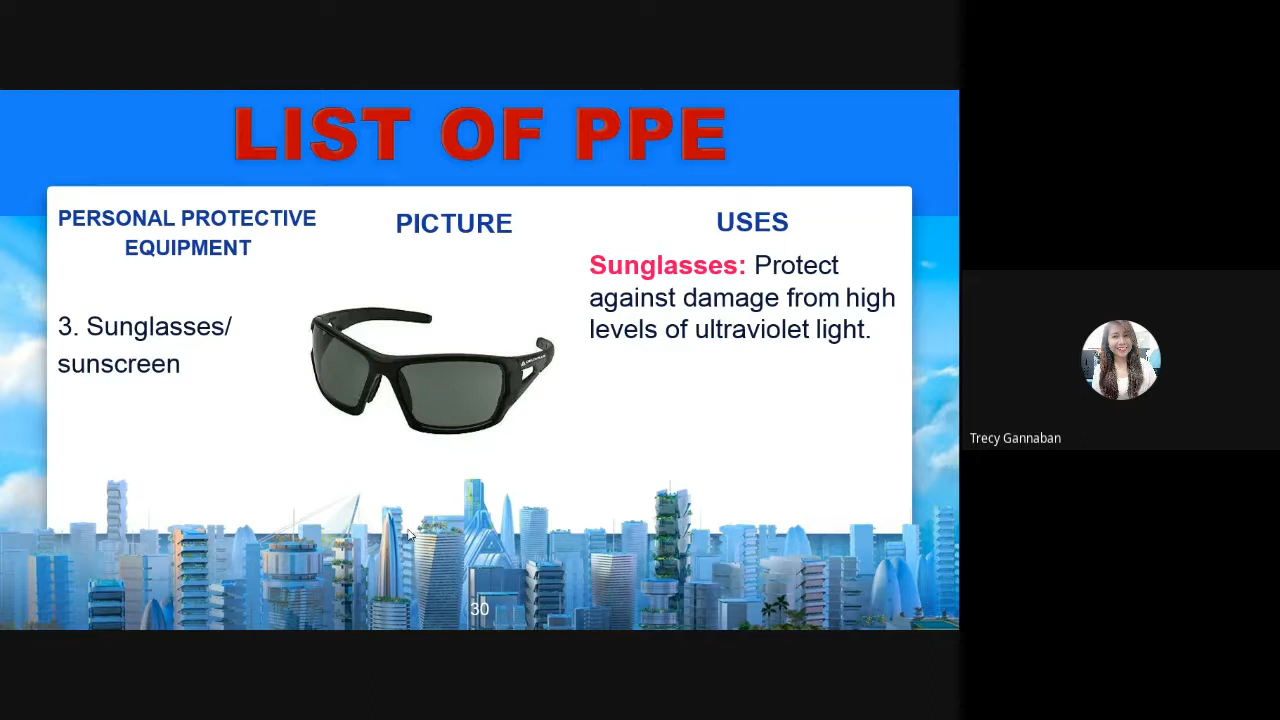 LIST OF PPE
PERSONAL PROTECTIVE
EQUIPMENT
PICTURE
USES
3. Sunglasses/
sunscreen
Sunglasses: Protect
against damage from high
levels of ultraviolet light.
30
Trecy Gannaban